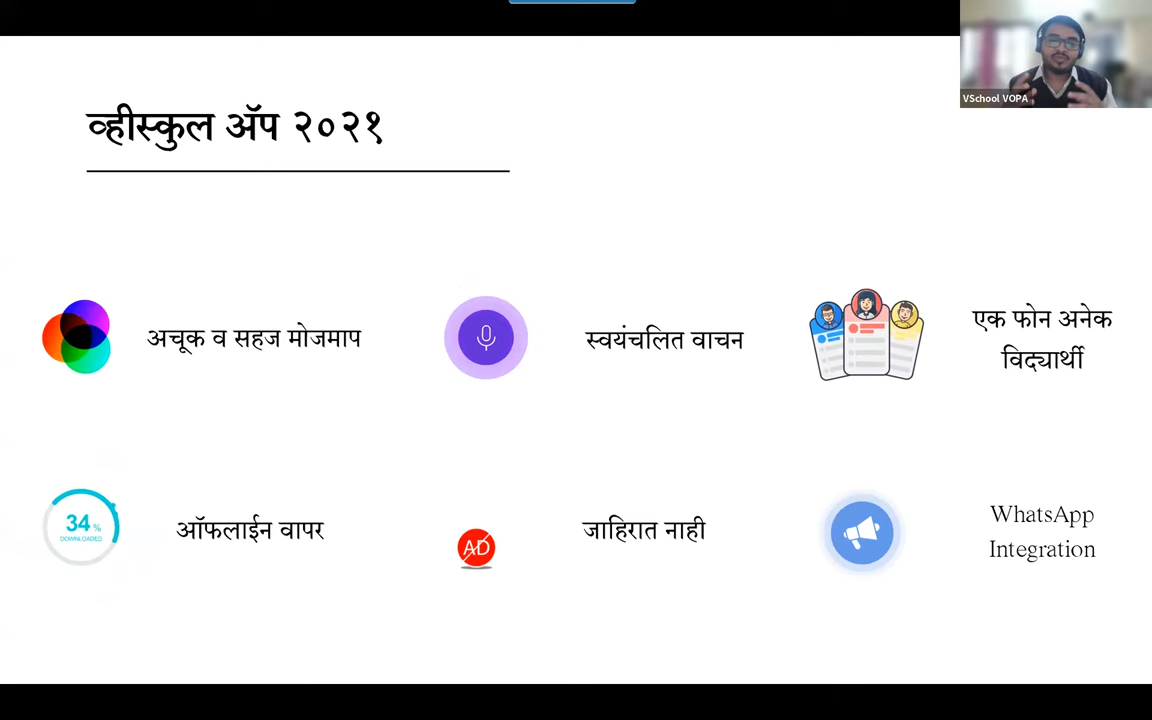 VSchool VOPA
व्हीस्कुल ॲप २०२१
अचूक व सहज मोजमाप
स्वयंचलित वाचन
एक फोन अनेक
विद्यार्थी
34 %
DOWNLOADED
ऑफलाईन वापर
AD
जाहिरात नाही
WhatsApp
Integration